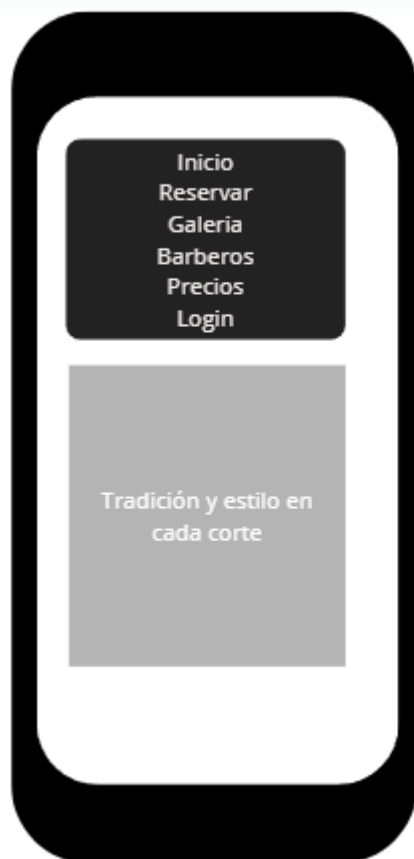 Inicio
Reservar
Galeria
Barberos
Precios
Login
Tradición y estilo en
cada corte